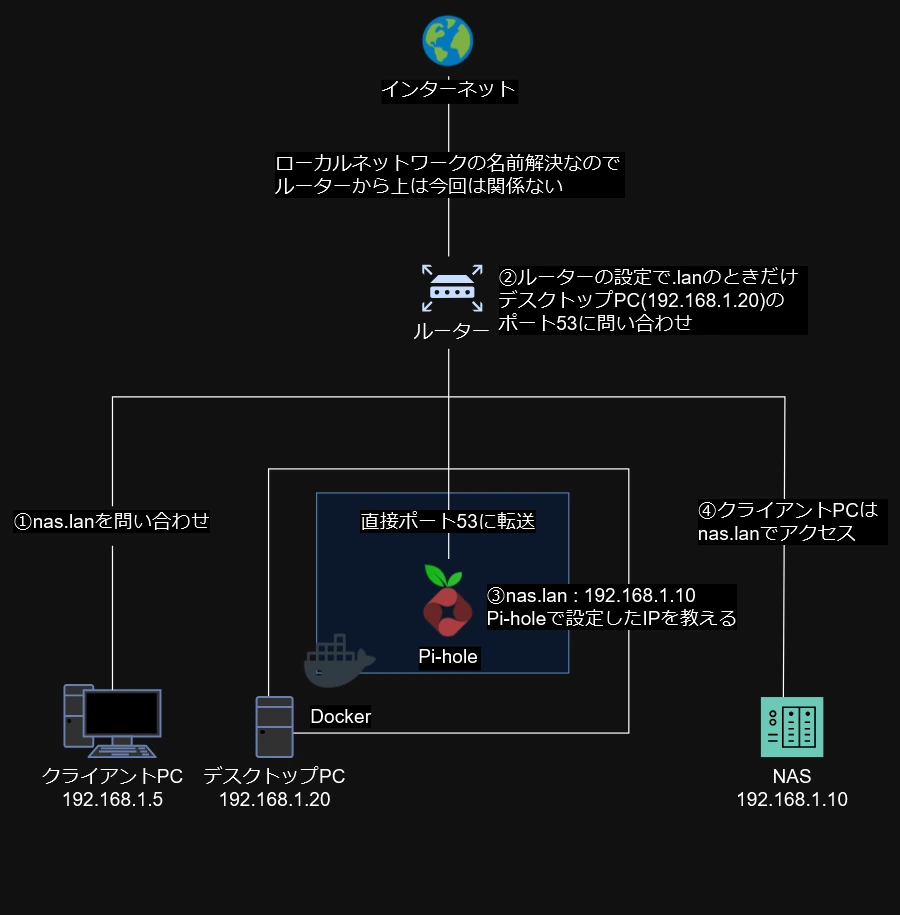 インターネット
ローカルネットワークの名前解決なので
ルーターから上は今回は関係ない
②ルーターの設定で.lanのときだけ
デスクトップPC(192.168.1.20)の
ポート53に問い合わせ
ルーター
①nas.lanを問い合わせ
直接ポート53に転送
④クライアントPCは
nas.lanでアクセス
③nas.lan : 192.168.1.10
Pi-holeで設定したIPを教える
Pi-hole
Docker
クライアントPC
192.168.1.5
デスクトップPC
192.168.1.20
NAS
192.168.1.10